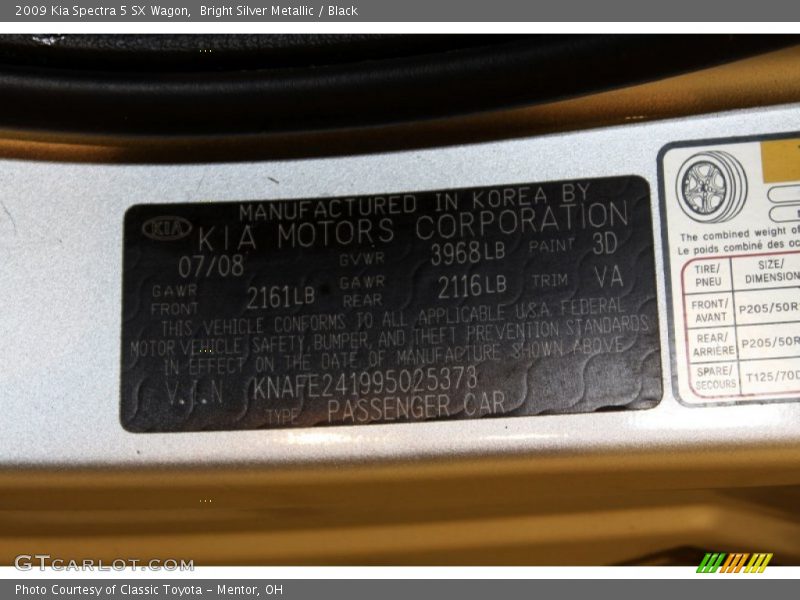 2009 Kia Spectra 5 SX Wagon,  Bright Silver Metallic / Black
KIA
MANUFACTURED IN KOREA BY
KIA MOTORS CORPORATION
07/08 GVWR 3968LB PAINT 3D
GAWR FRONT 2161LB GAWR REAR 2116LB TRIM VA
THIS VEHICLE CONFORMS TO ALL APPLICABLE U.S.A FEDERAL
MOTOR VEHICLE SAFETY, BUMPER, AND THEFT PREVENTION STANDARDS
IN EFFECT ON THE DATE OF MANUFACTURE SHOWN ABOVE
V.I.N KNAFE241995025373
TYPE PASSENGER CAR
The combined weight of
Le poids combiné des oc
TIRE/ PNEU SIZE/ DIMENSION
FRONT/ AVANT P205/50R
REAR/ ARRIÈRE P205/50R
SPARE/ SECOURS T125/70D
GTCARLOT.COM
Photo Courtesy of Classic Toyota - Mentor, OH